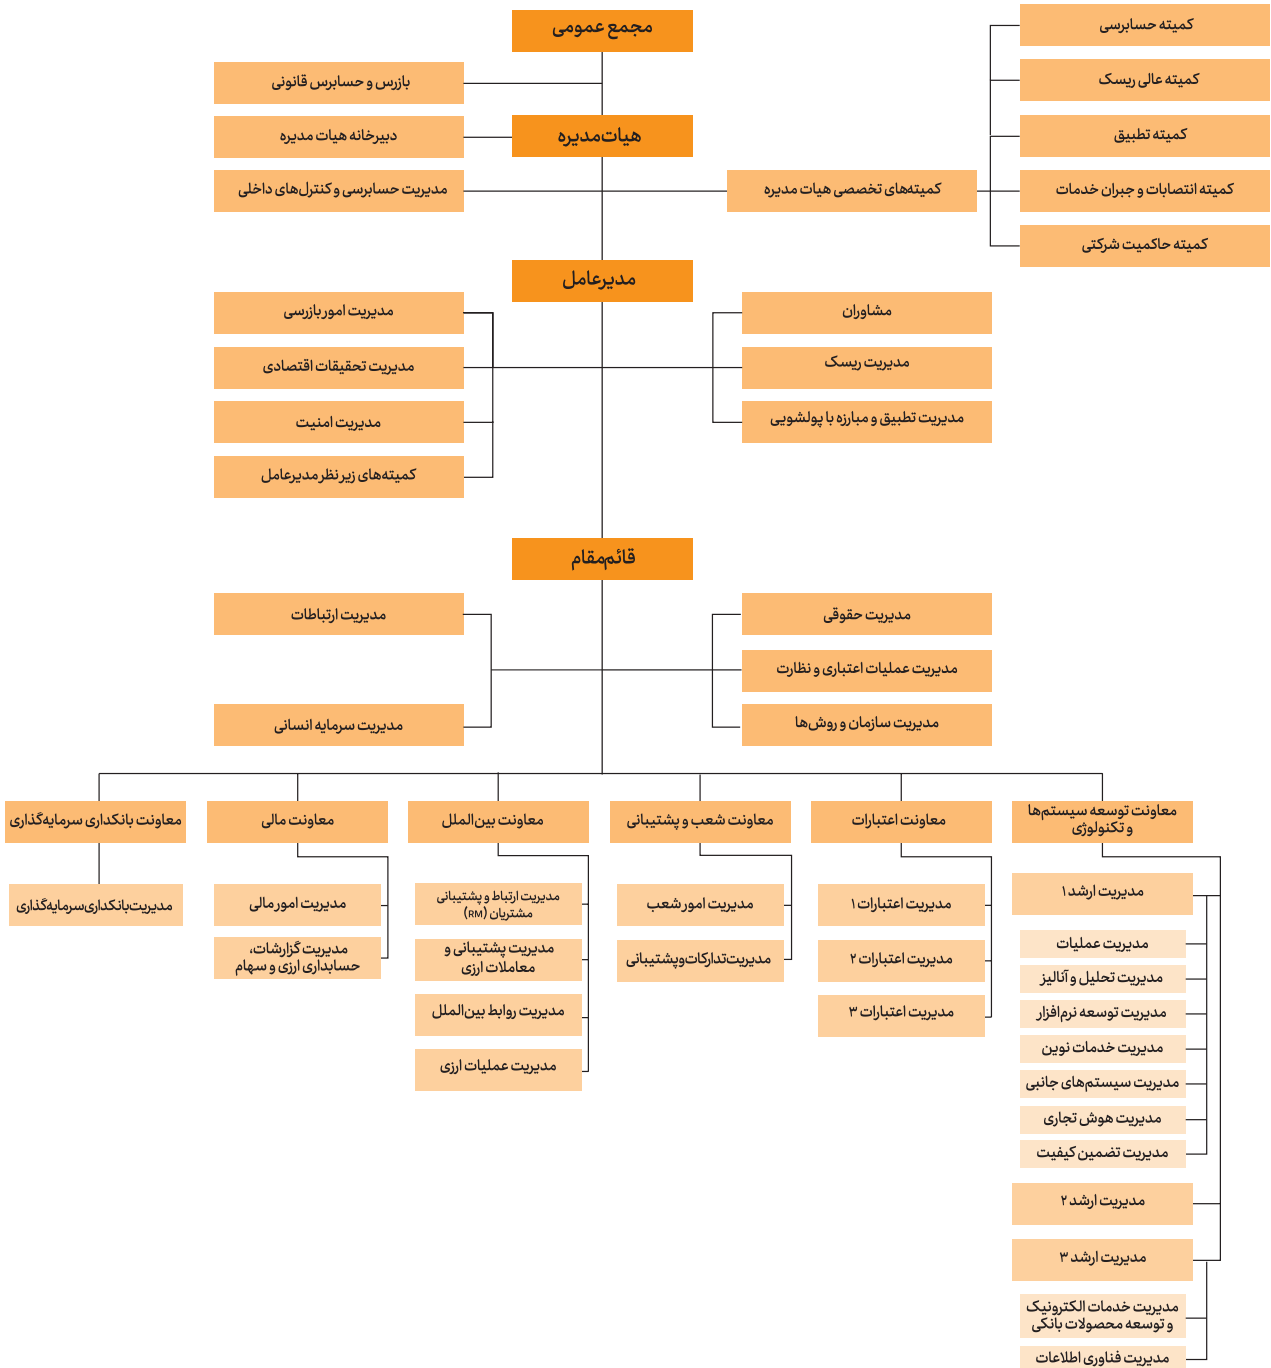 مجمع عمومی
بازرس و حسابرس قانونی
هیات‌مدیره
دبیرخانه هیات مدیره
مدیریت حسابرسی و کنترل‌های داخلی
کمیته‌های تخصصی هیات مدیره
کمیته حسابرسی
کمیته عالی ریسک
کمیته تطبیق
کمیته انتصابات و جبران خدمات
کمیته حاکمیت شرکتی
مدیرعامل
مشاوران
مدیریت ریسک
مدیریت تطبیق و مبارزه با پولشویی
مدیریت امور بازرسی
مدیریت تحقیقات اقتصادی
مدیریت امنیت
کمیته‌های زیر نظر مدیرعامل
قائم‌مقام
مدیریت حقوقی
مدیریت عملیات اعتباری و نظارت
مدیریت سازمان و روش‌ها
مدیریت ارتباطات
مدیریت سرمایه انسانی
معاونت توسعه سیستم‌ها
و تکنولوژی
مدیریت ارشد ۱
مدیریت عملیات
مدیریت تحلیل و آنالیز
مدیریت توسعه نرم‌افزار
مدیریت خدمات نوین
مدیریت سیستم‌های جانبی
مدیریت هوش تجاری
مدیریت تضمین کیفیت
مدیریت ارشد ۲
مدیریت ارشد ۳
مدیریت خدمات الکترونیک
و توسعه محصولات بانکی
مدیریت فناوری اطلاعات
معاونت اعتبارات
مدیریت اعتبارات ۱
مدیریت اعتبارات ۲
مدیریت اعتبارات ۳
معاونت شعب و پشتیبانی
مدیریت امور شعب
مدیریت‌تدارکات‌وپشتیبانی
معاونت بین‌الملل
مدیریت ارتباط و پشتیبانی
مشتریان (RM)
مدیریت پشتیبانی و
معاملات ارزی
مدیریت روابط بین‌الملل
مدیریت عملیات ارزی
معاونت مالی
مدیریت امور مالی
مدیریت گزارشات،
حسابداری ارزی و سهام
معاونت بانکداری سرمایه‌گذاری
مدیریت‌بانکداری‌سرمایه‌گذاری